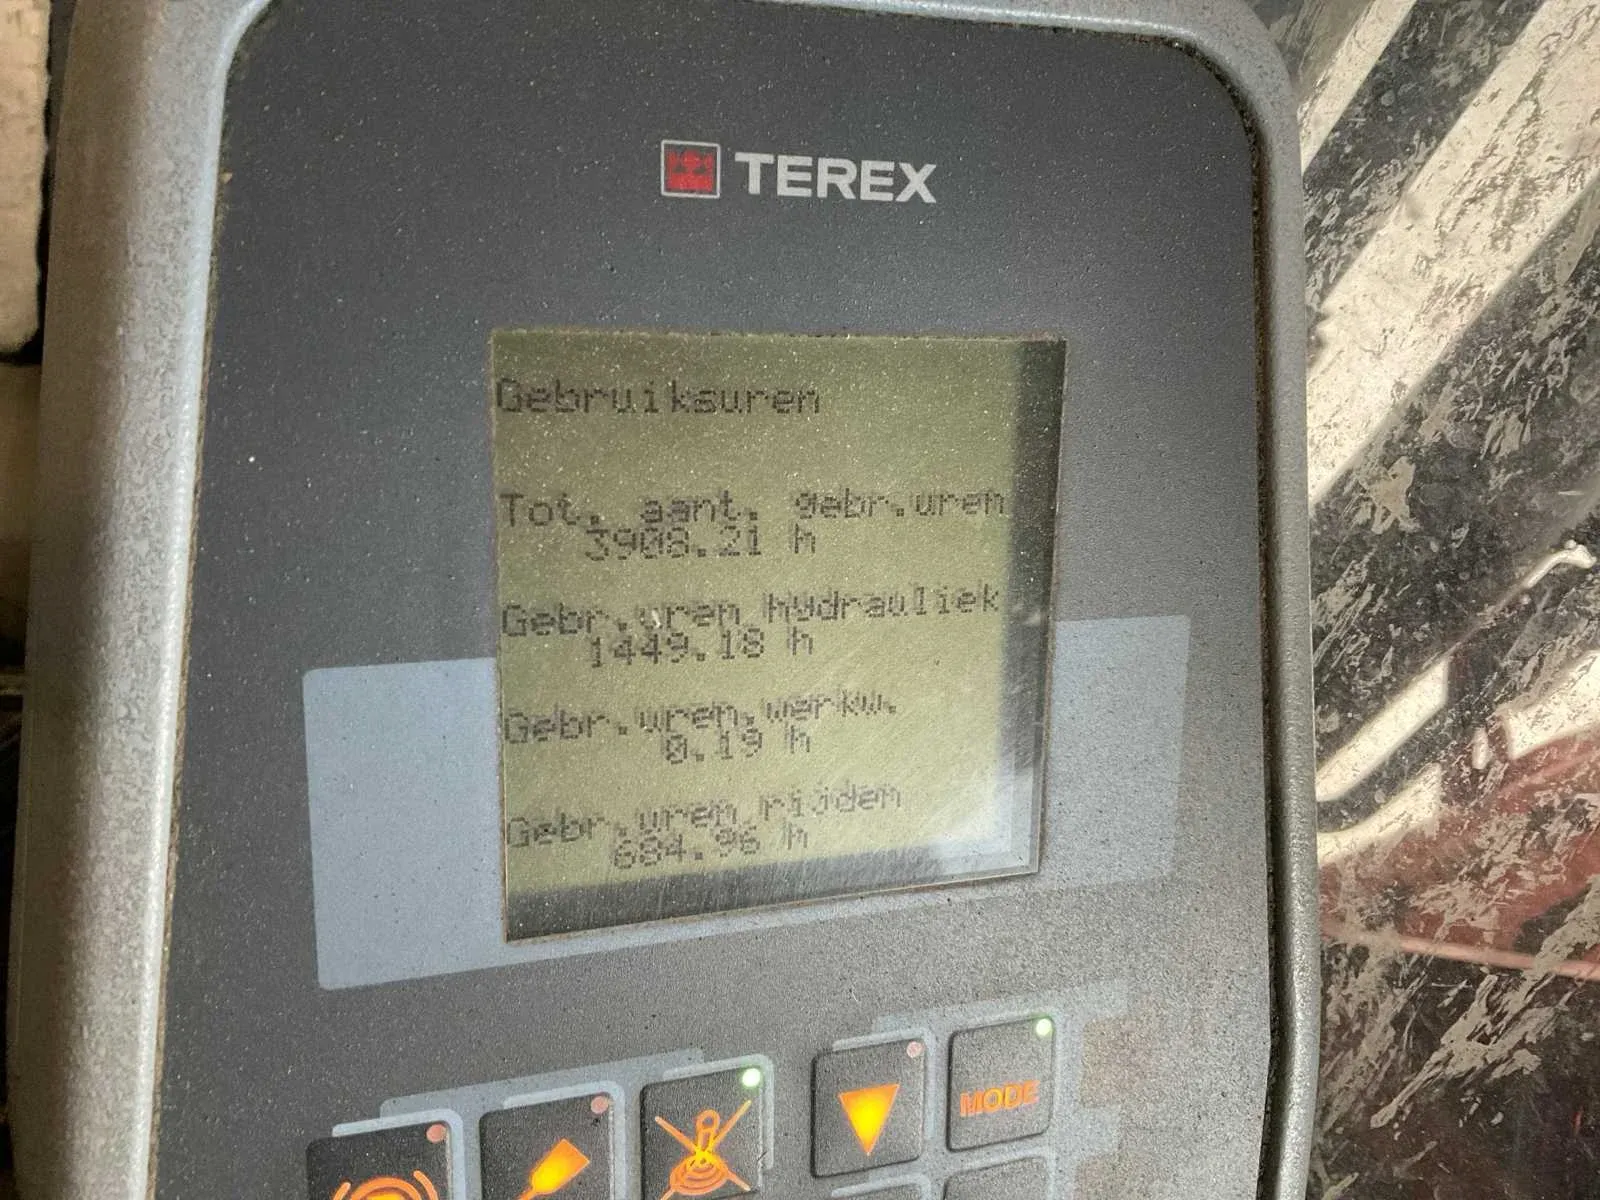 TEREX
Gebruiksuren
Tot. aant. gebr.uren
3908.21 h
Gebr.uren hydrauliek
1449.18 h
Gebr.uren.werkw.
0.19 h
Gebr.uren rijden
684.96 h
MODE